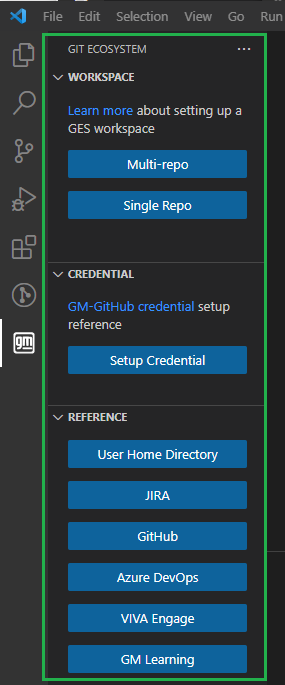 File Edit Selection View Go Run
GIT ECOSYSTEM
WORKSPACE
Learn more about setting up a
GES workspace
Multi-repo
Single Repo
CREDENTIAL
GM-GitHub credential setup
reference
Setup Credential
gm
REFERENCE
User Home Directory
JIRA
GitHub
Azure DevOps
VIVA Engage
GM Learning